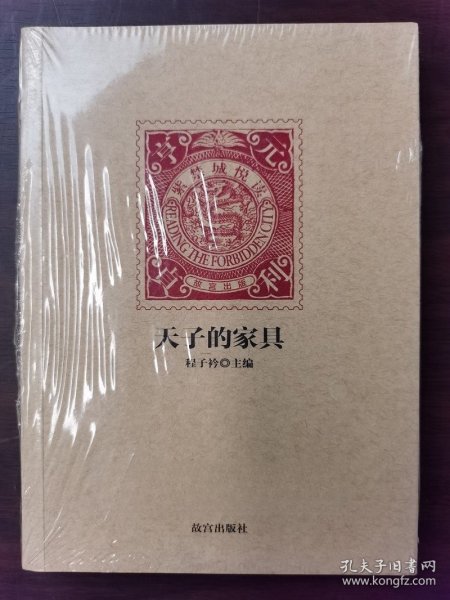 亨 元
紫禁城悦读
READING THE FORBIDDEN CITY
贞 利
故宫出版
天子的家具
程子衿◎主编
故宫出版社
孔夫子旧书网
www.kongfz.com